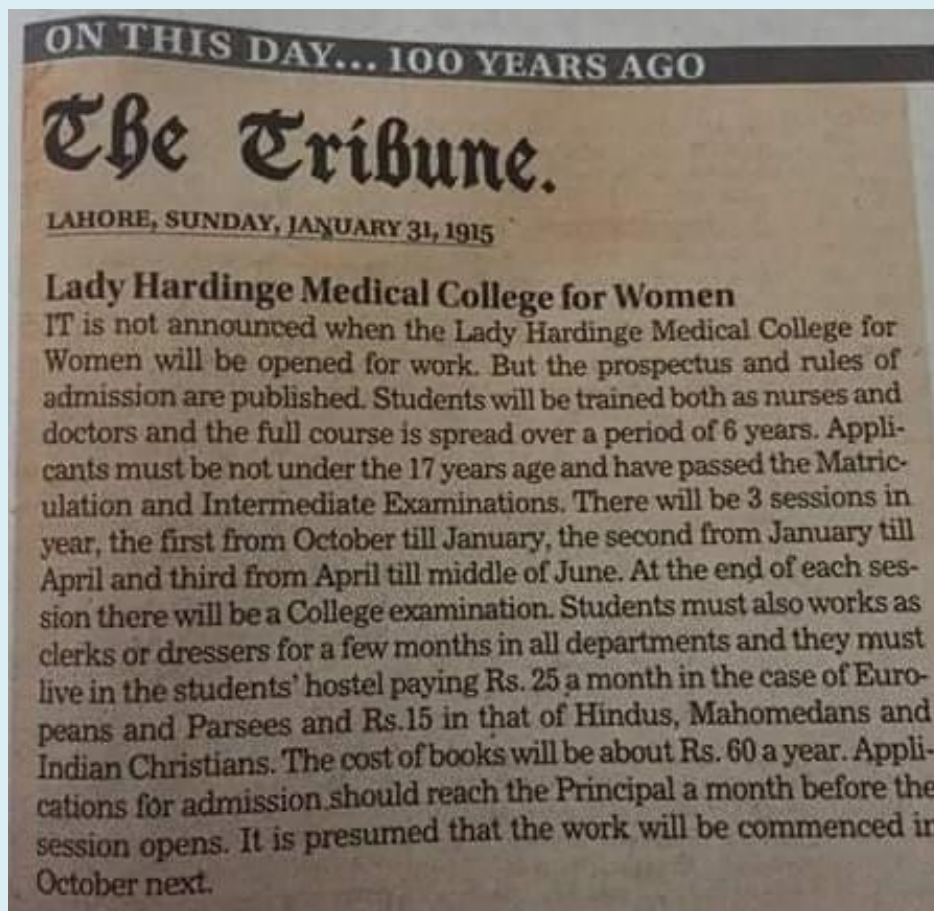 ON THIS DAY... 100 YEARS AGO
The Tribune.
LAHORE, SUNDAY, JANUARY 31, 1915
Lady Hardinge Medical College for Women
IT is not announced when the Lady Hardinge Medical College for
Women will be opened for work. But the prospectus and rules of
admission are published. Students will be trained both as nurses and
doctors and the full course is spread over a period of 6 years. Appli-
cants must be not under the 17 years age and have passed the Matric-
ulation and Intermediate Examinations. There will be 3 sessions in
year, the first from October till January, the second from January till
April and third from April till middle of June. At the end of each ses-
sion there will be a College examination. Students must also works as
clerks or dressers for a few months in all departments and they must
live in the students' hostel paying Rs. 25 a month in the case of Euro-
peans and Parsees and Rs.15 in that of Hindus, Mahomedans and
Indian Christians. The cost of books will be about Rs. 60 a year. Appli-
cations for admission should reach the Principal a month before the
session opens. It is presumed that the work will be commenced in
October next.